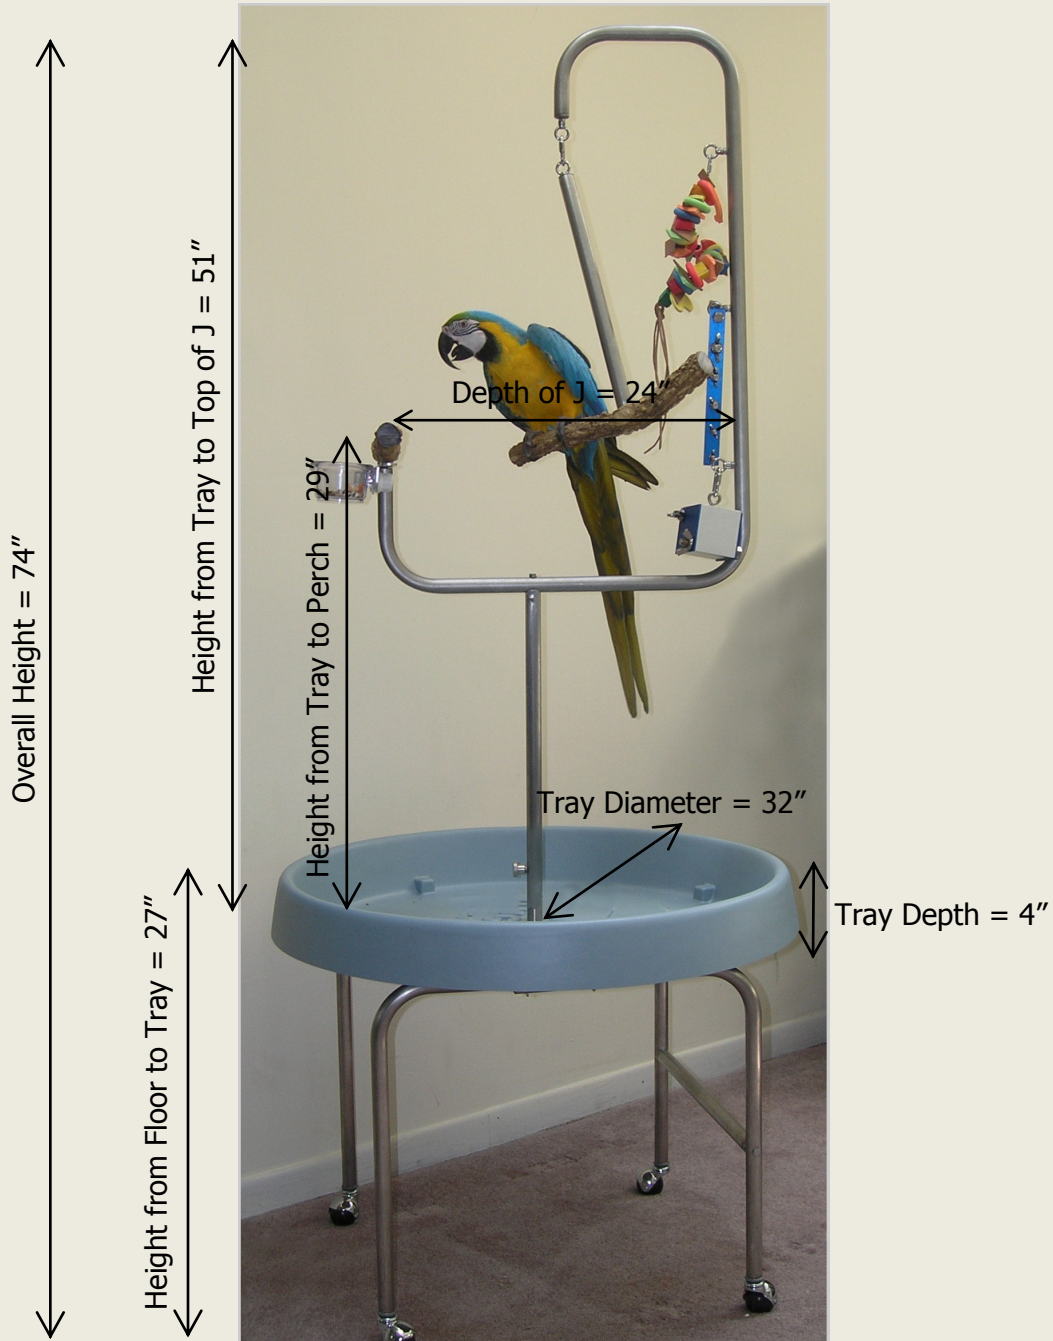 Overall Height = 74”
Height from Tray to Top of J = 51”
Height from Floor to Tray = 27”
Height from Tray to Perch = 29”
Depth of J = 24”
Tray Diameter = 32”
Tray Depth = 4”